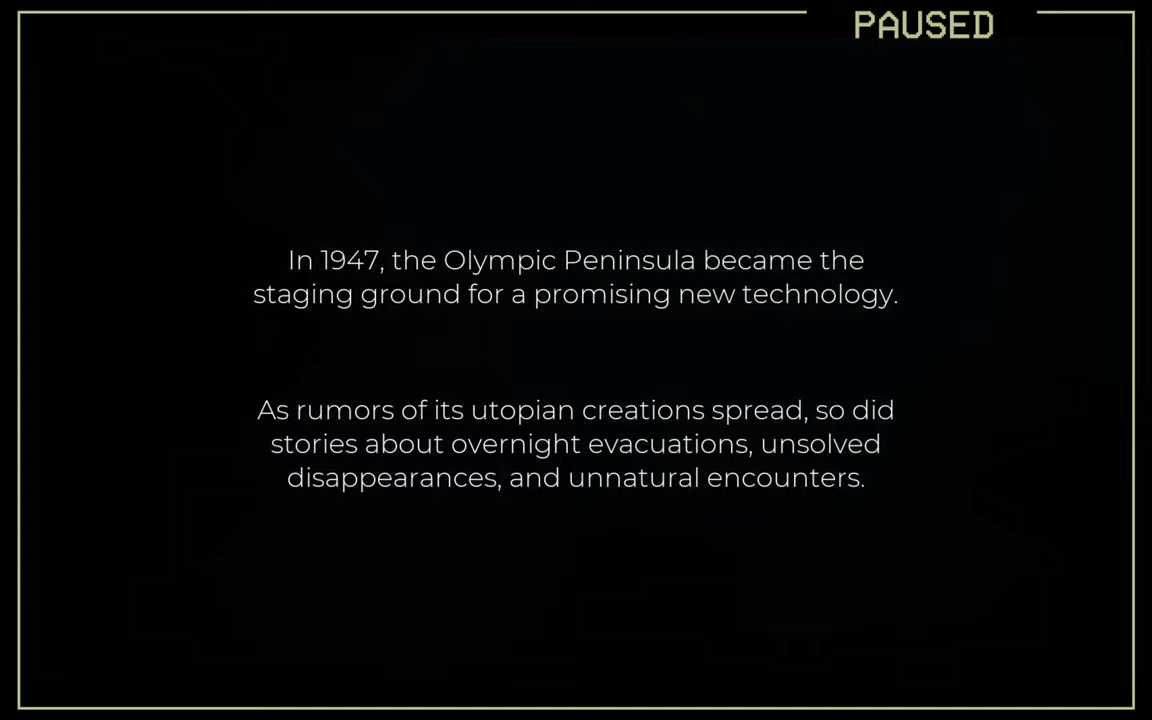 PAUSED
In 1947, the Olympic Peninsula became the
staging ground for a promising new technology.
As rumors of its utopian creations spread, so did
stories about overnight evacuations, unsolved
disappearances, and unnatural encounters.